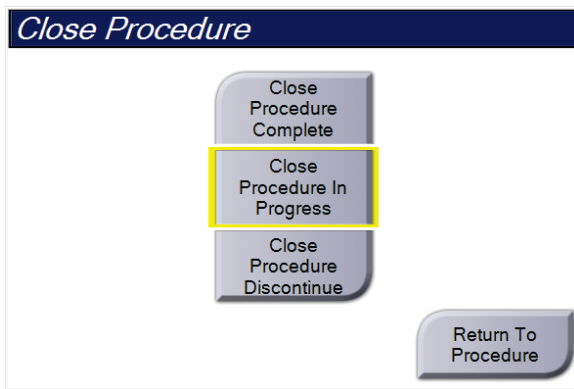 Close Procedure
Close
Procedure
Complete
Close
Procedure In
Progress
Close
Procedure
Discontinue
Return To
Procedure